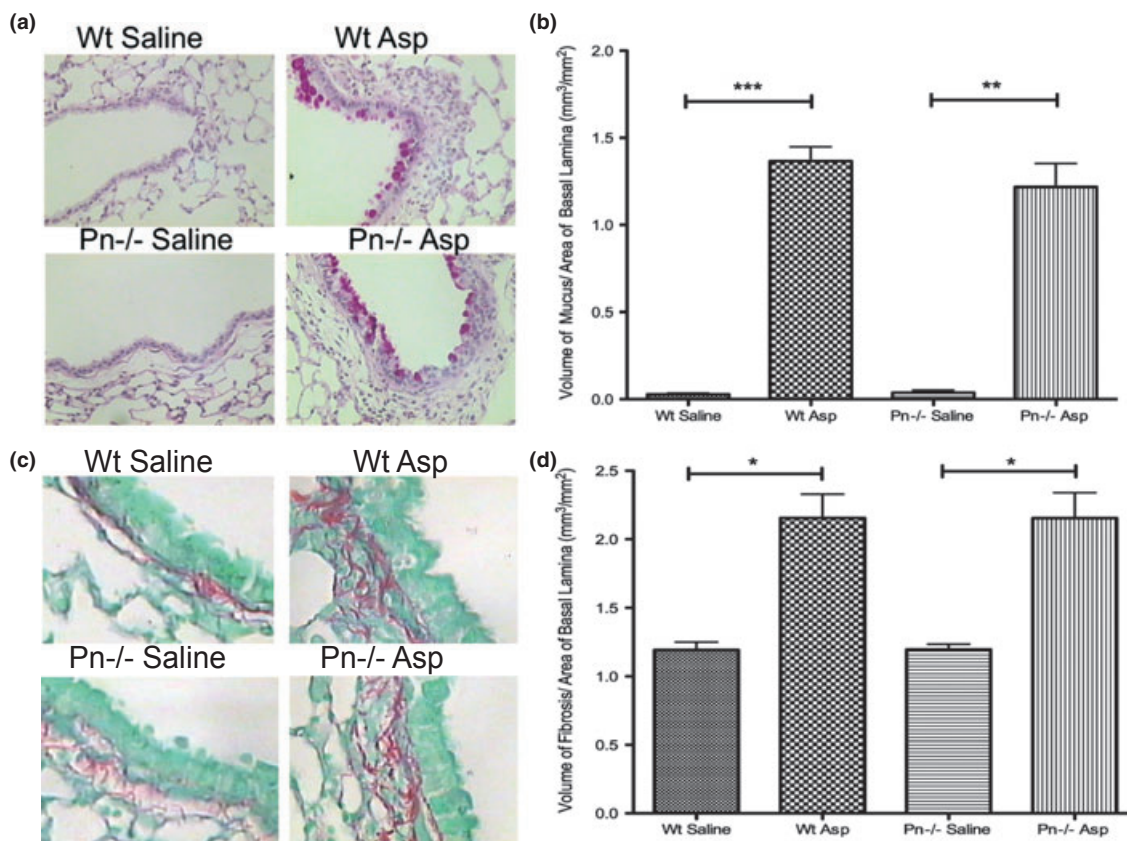 (a)
Wt Saline
Wt Asp
Pn-/- Saline
Pn-/- Asp
(b)
Volume of Mucus/ Area of Basal Lamina (mm³/mm²)
2.0
1.5
1.0
0.5
0.0
***
**
Wt Saline
Wt Asp
Pn-/- Saline
Pn-/- Asp
(c)
Wt Saline
Wt Asp
Pn-/- Saline
Pn-/- Asp
(d)
Volume of Fibrosis/ Area of Basal Lamina (mm³/mm²)
2.5
2.0
1.5
1.0
0.5
0.0
*
*
Wt Saline
Wt Asp
Pn-/- Saline
Pn-/- Asp